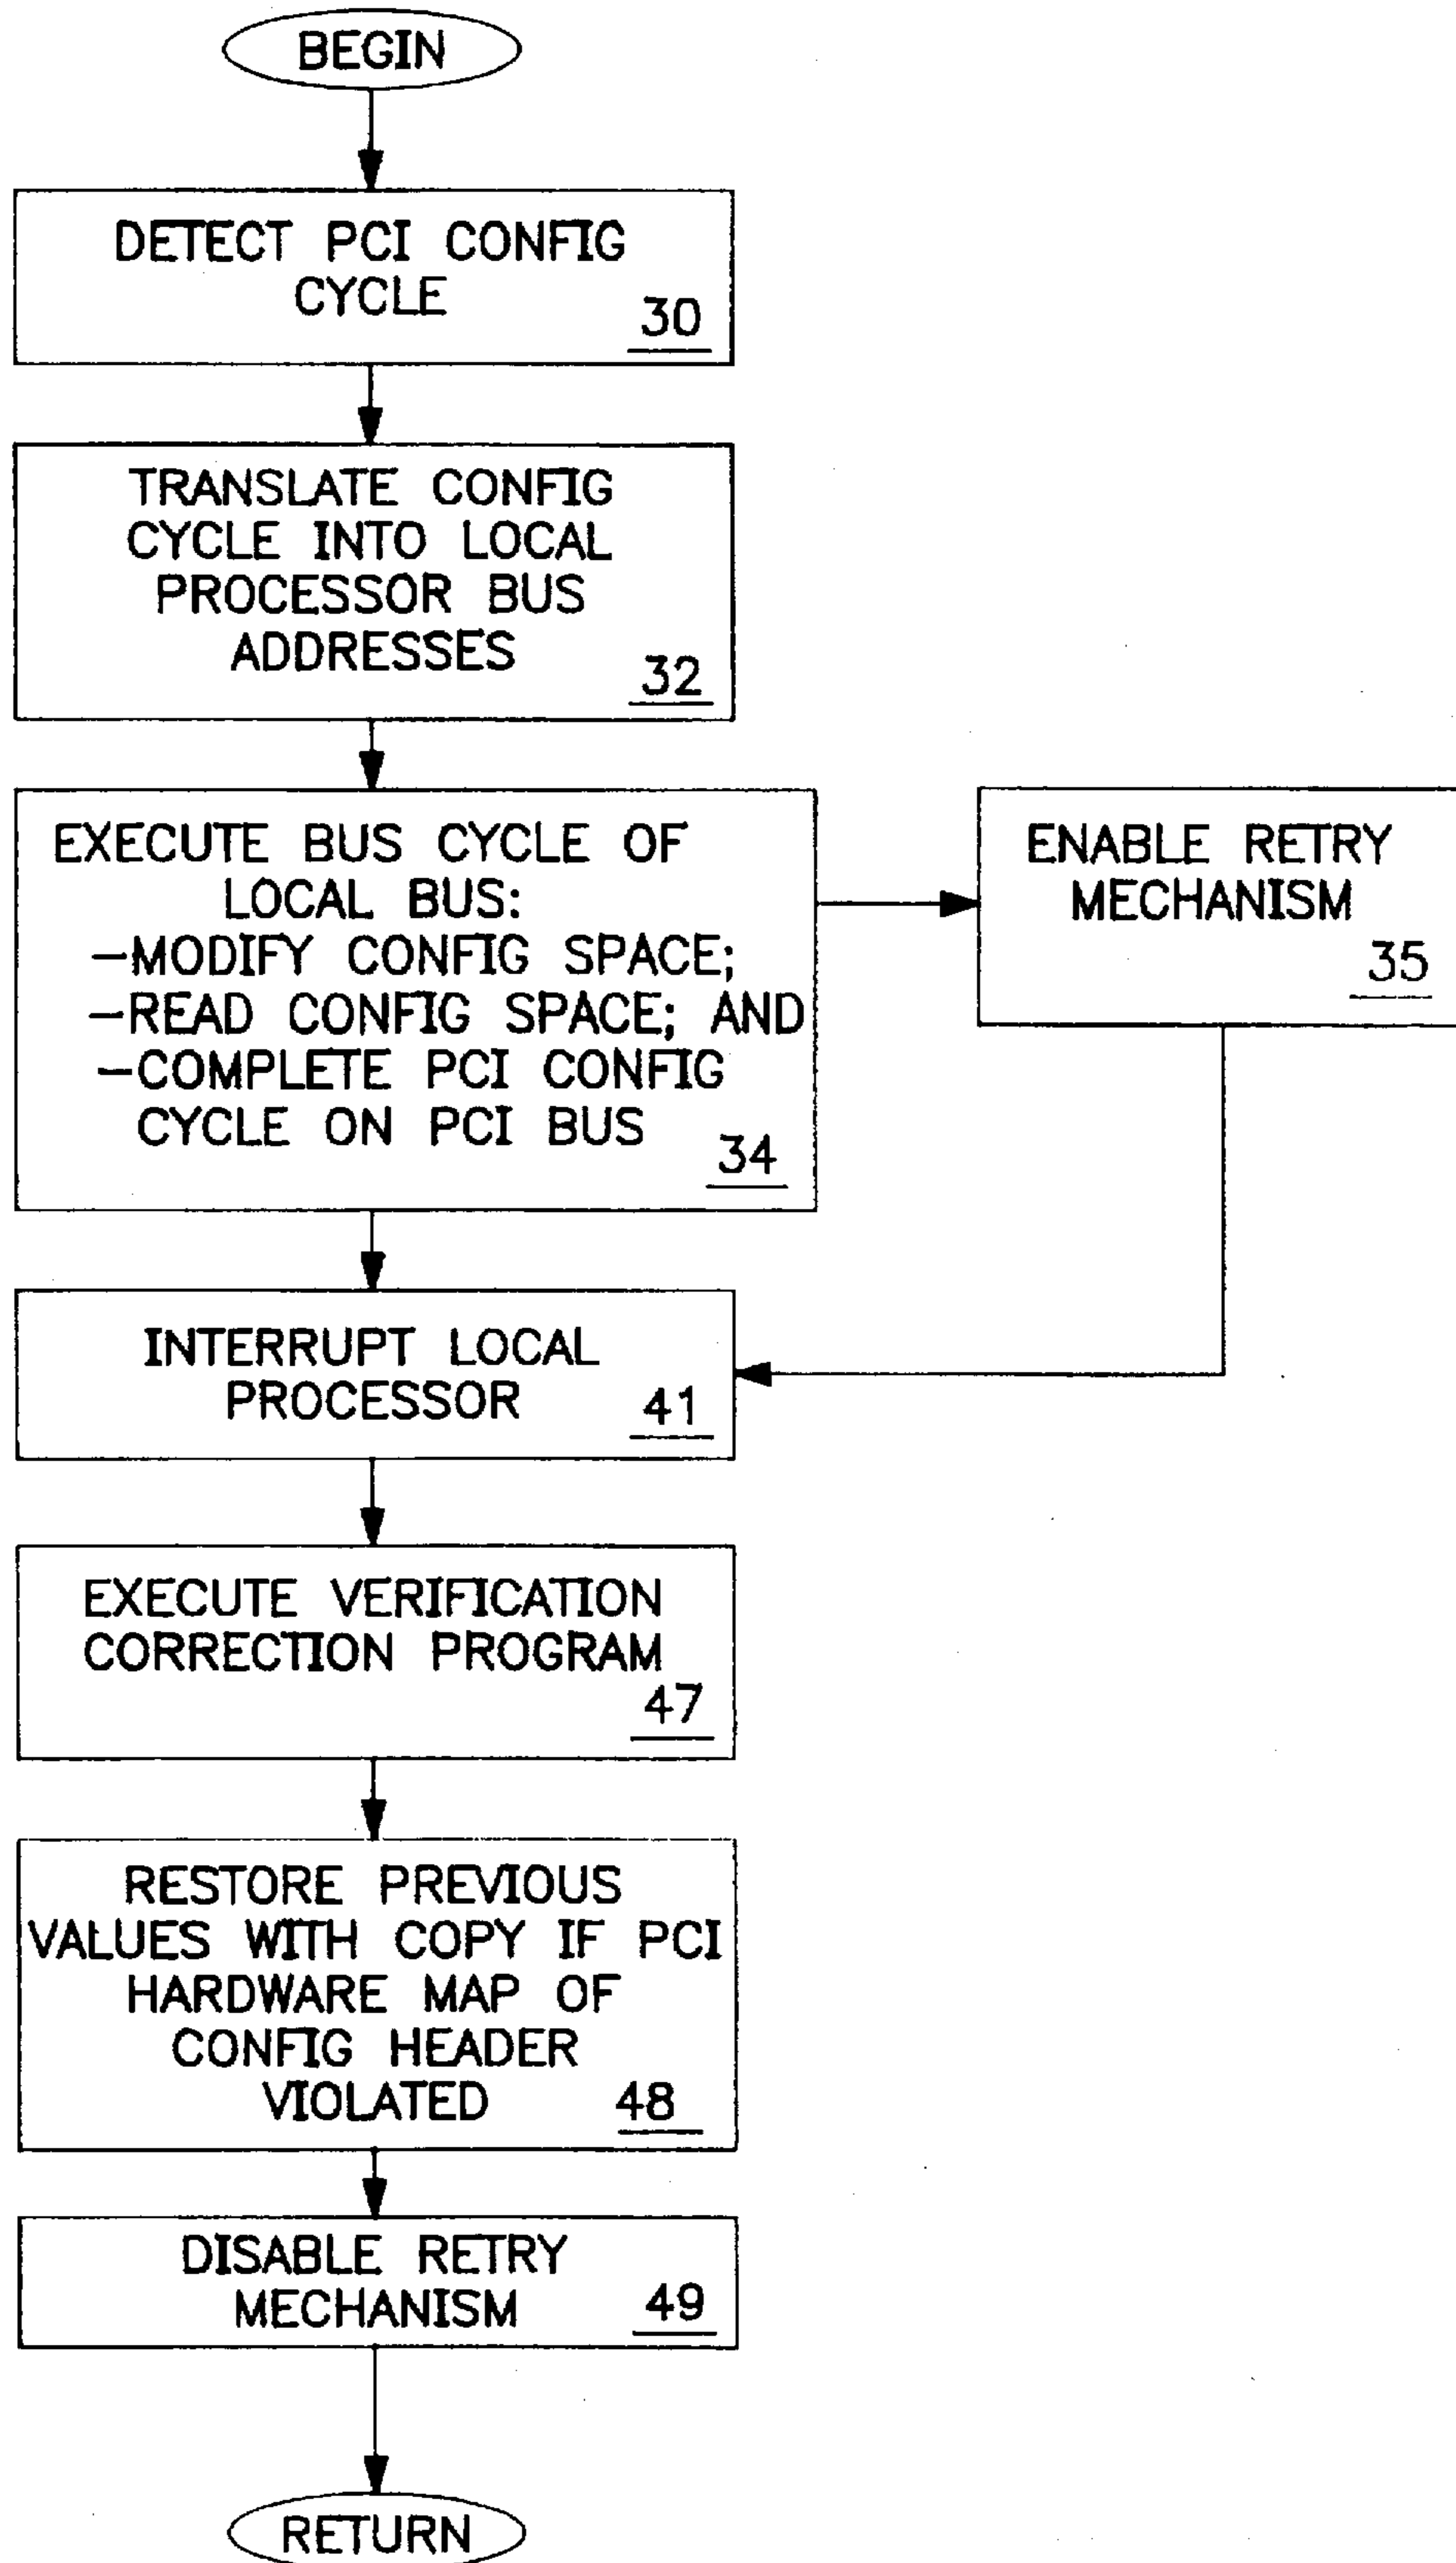 BEGIN
DETECT PCI CONFIG
CYCLE
30
TRANSLATE CONFIG
CYCLE INTO LOCAL
PROCESSOR BUS
ADDRESSES
32
EXECUTE BUS CYCLE OF
LOCAL BUS:
-MODIFY CONFIG SPACE;
-READ CONFIG SPACE; AND
-COMPLETE PCI CONFIG
CYCLE ON PCI BUS
34
ENABLE RETRY
MECHANISM
35
INTERRUPT LOCAL
PROCESSOR
41
EXECUTE VERIFICATION
CORRECTION PROGRAM
47
RESTORE PREVIOUS
VALUES WITH COPY IF PCI
HARDWARE MAP OF
CONFIG HEADER
VIOLATED
48
DISABLE RETRY
MECHANISM
49
RETURN